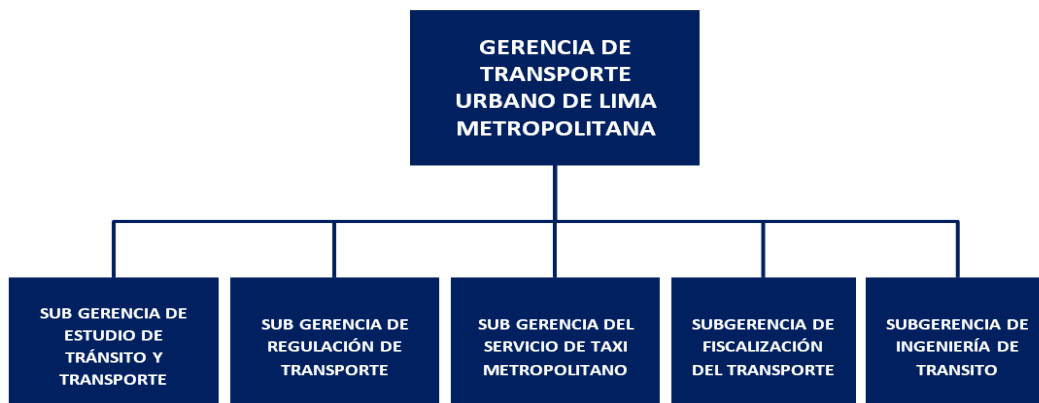 GERENCIA DE
TRANSPORTE
URBANO DE LIMA
METROPOLITANA
SUB GERENCIA DE
ESTUDIO DE
TRÁNSITO Y
TRANSPORTE
SUB GERENCIA DE
REGULACIÓN DE
TRANSPORTE
SUB GERENCIA DEL
SERVICIO DE TAXI
METROPOLITANO
SUBGERENCIA DE
FISCALIZACIÓN
DEL TRANSPORTE
SUBGERENCIA DE
INGENIERÍA DE
TRANSITO